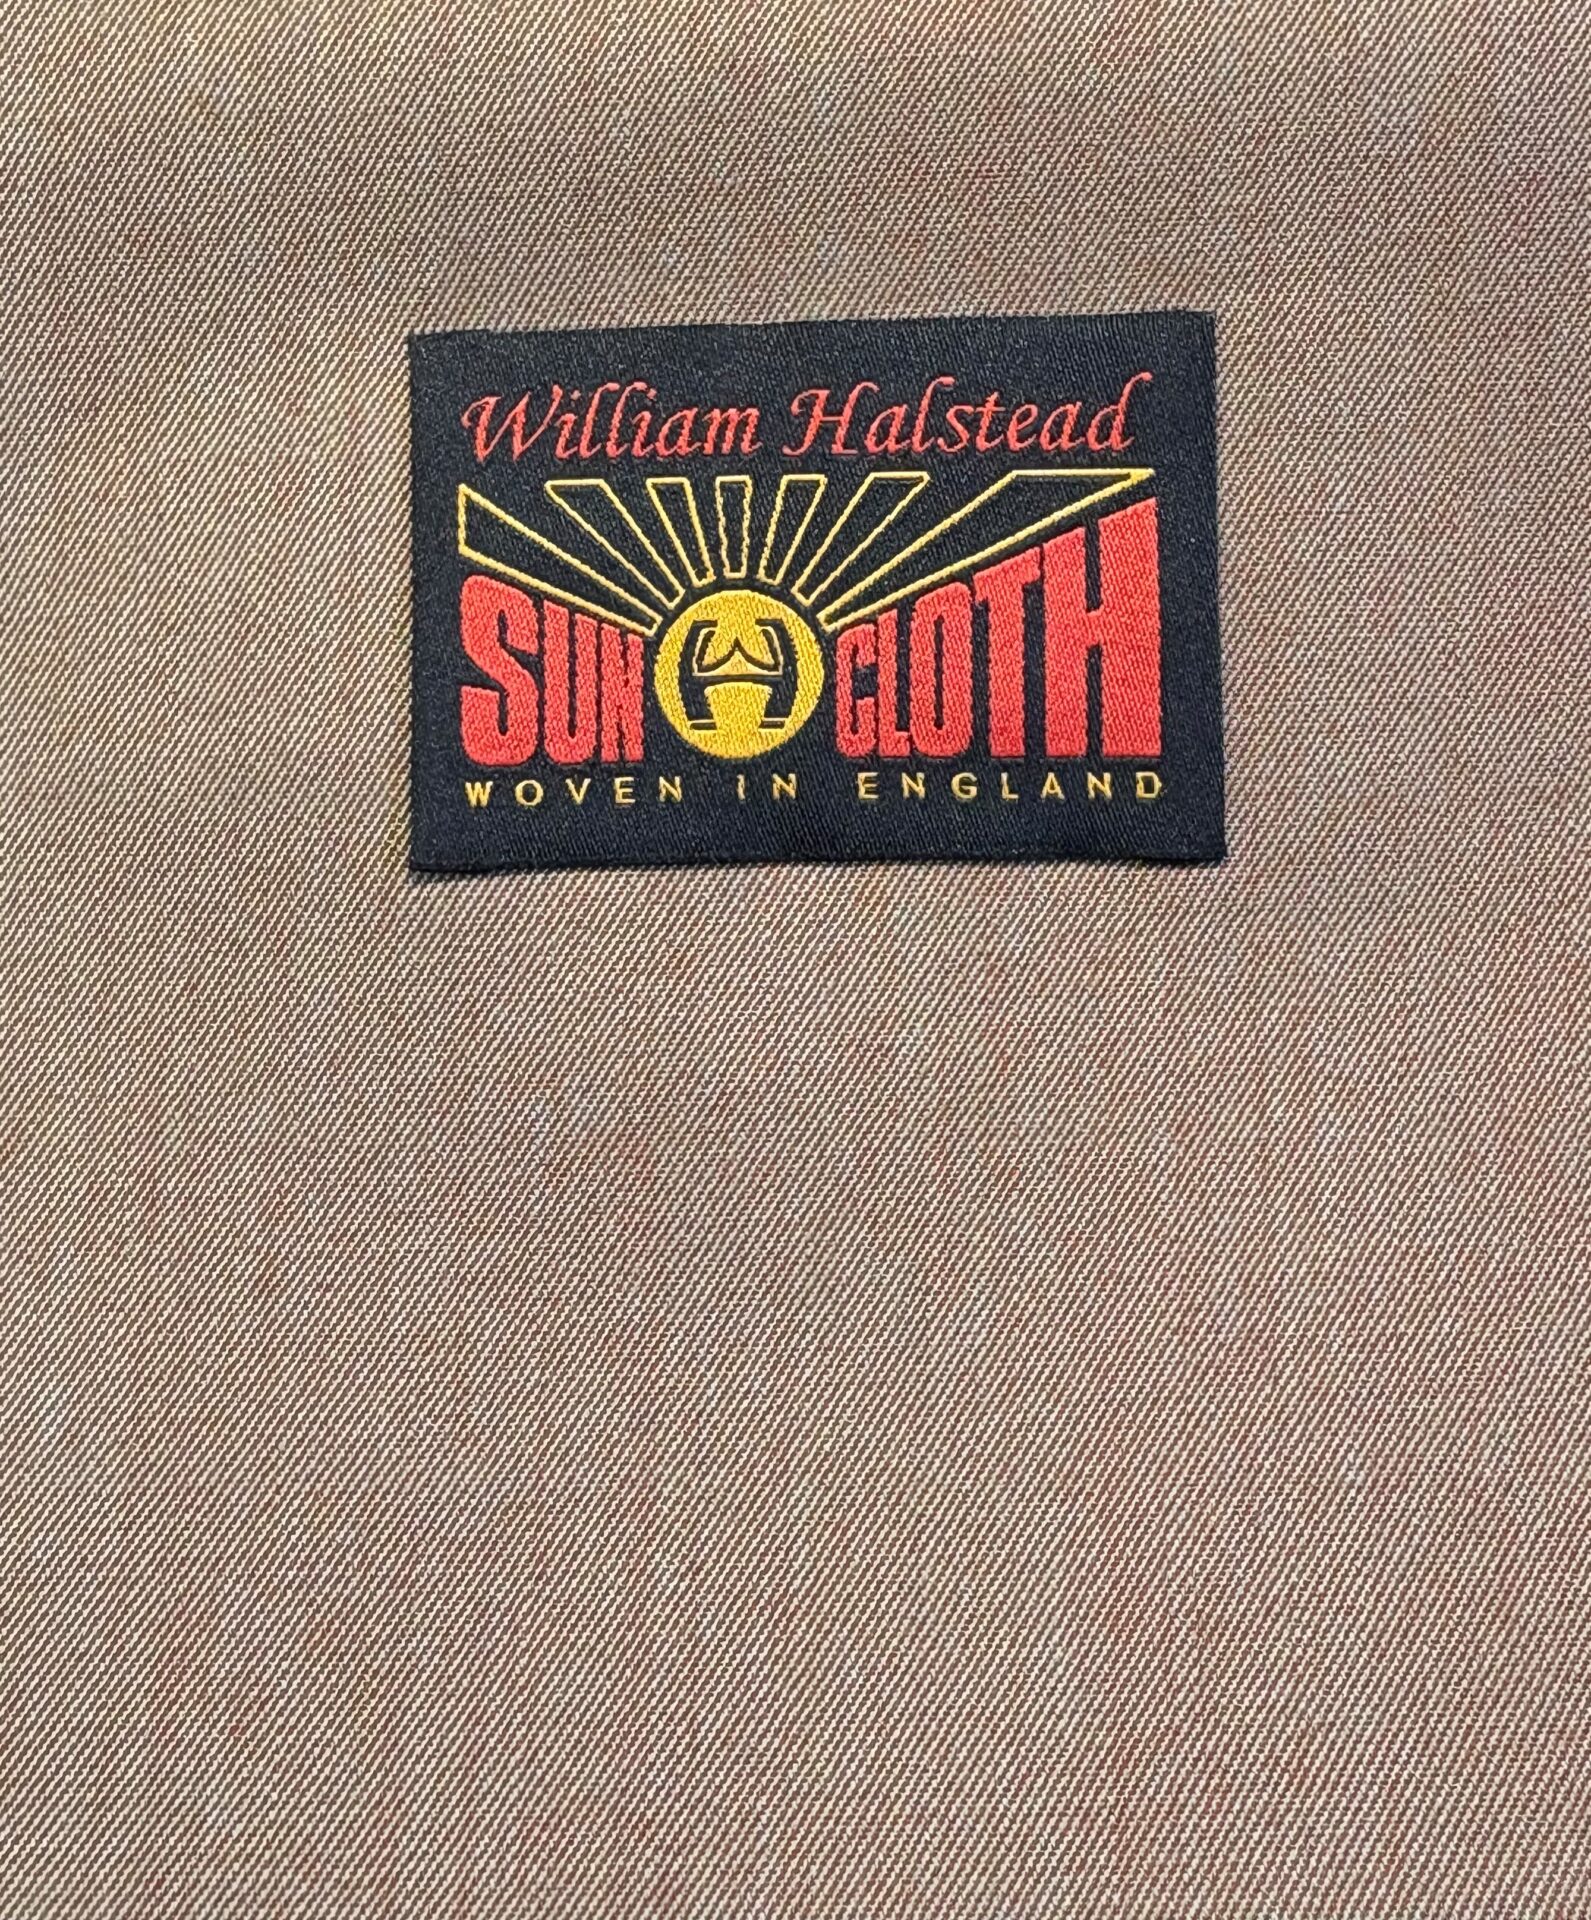 William Halstead
SUN CLOTH
WOVEN IN ENGLAND